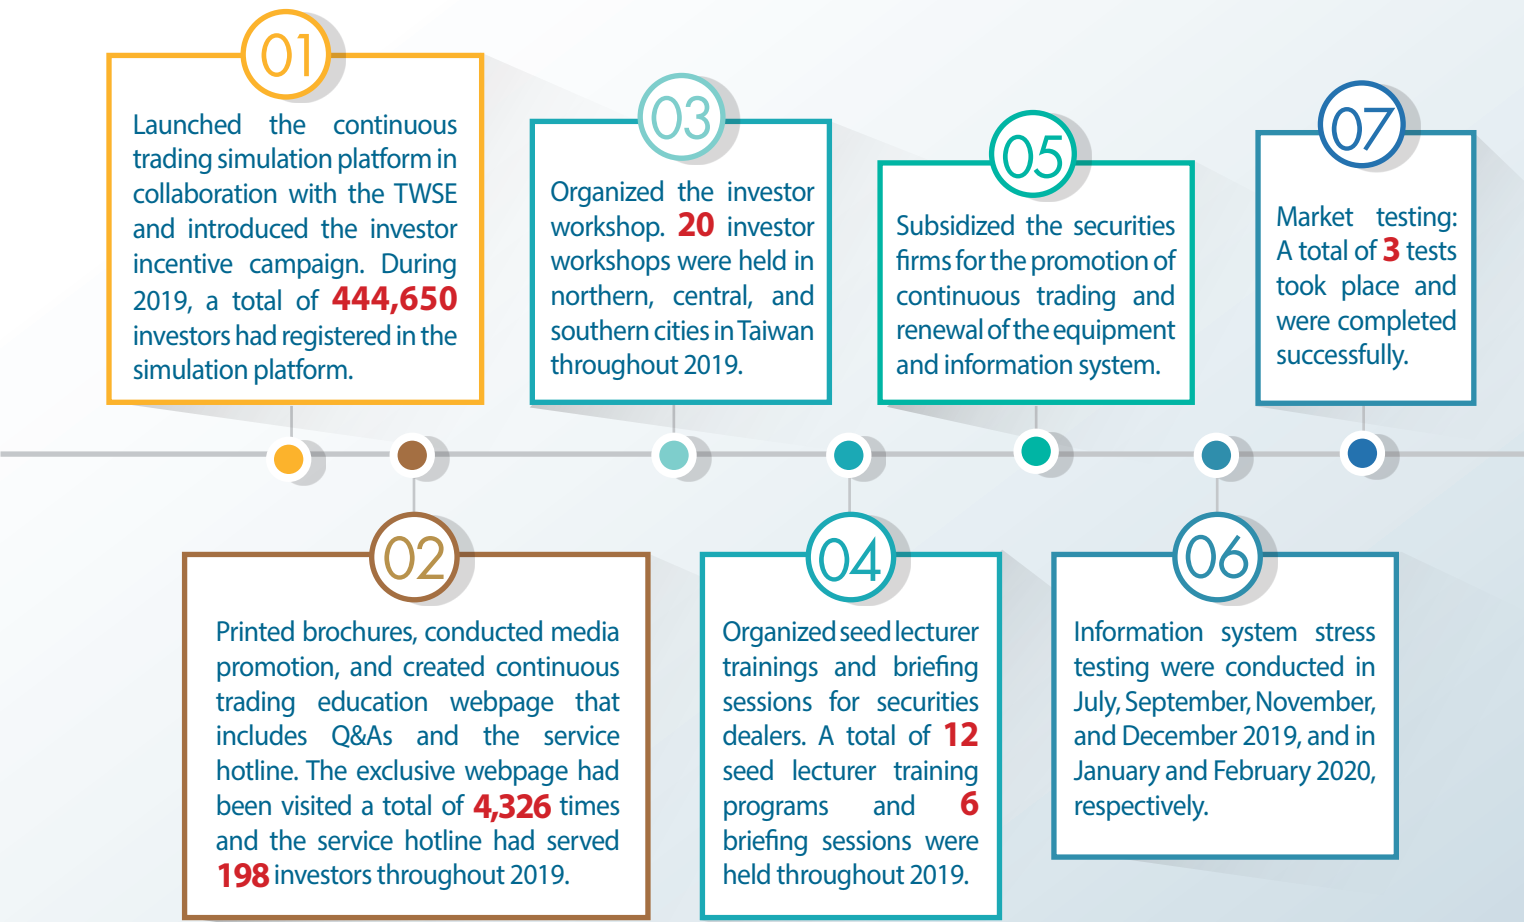 01
Launched the continuous
trading simulation platform in
collaboration with the TWSE
and introduced the investor
incentive campaign. During
2019, a total of 444,650
investors had registered in the
simulation platform.
02
Printed brochures, conducted media
promotion, and created continuous
trading education webpage that
includes Q&As and the service
hotline. The exclusive webpage had
been visited a total of 4,326 times
and the service hotline had served
198 investors throughout 2019.
03
Organized the investor
workshop. 20 investor
workshops were held in
northern, central, and
southern cities in Taiwan
throughout 2019.
04
Organized seed lecturer
trainings and briefing
sessions for securities
dealers. A total of 12
seed lecturer training
programs and 6
briefing sessions were
held throughout 2019.
05
Subsidized the securities
firms for the promotion of
continuous trading and
renewal of the equipment
and information system.
06
Information system stress
testing were conducted in
July, September, November,
and December 2019, and in
January and February 2020,
respectively.
07
Market testing:
A total of 3 tests
took place and
were completed
successfully.